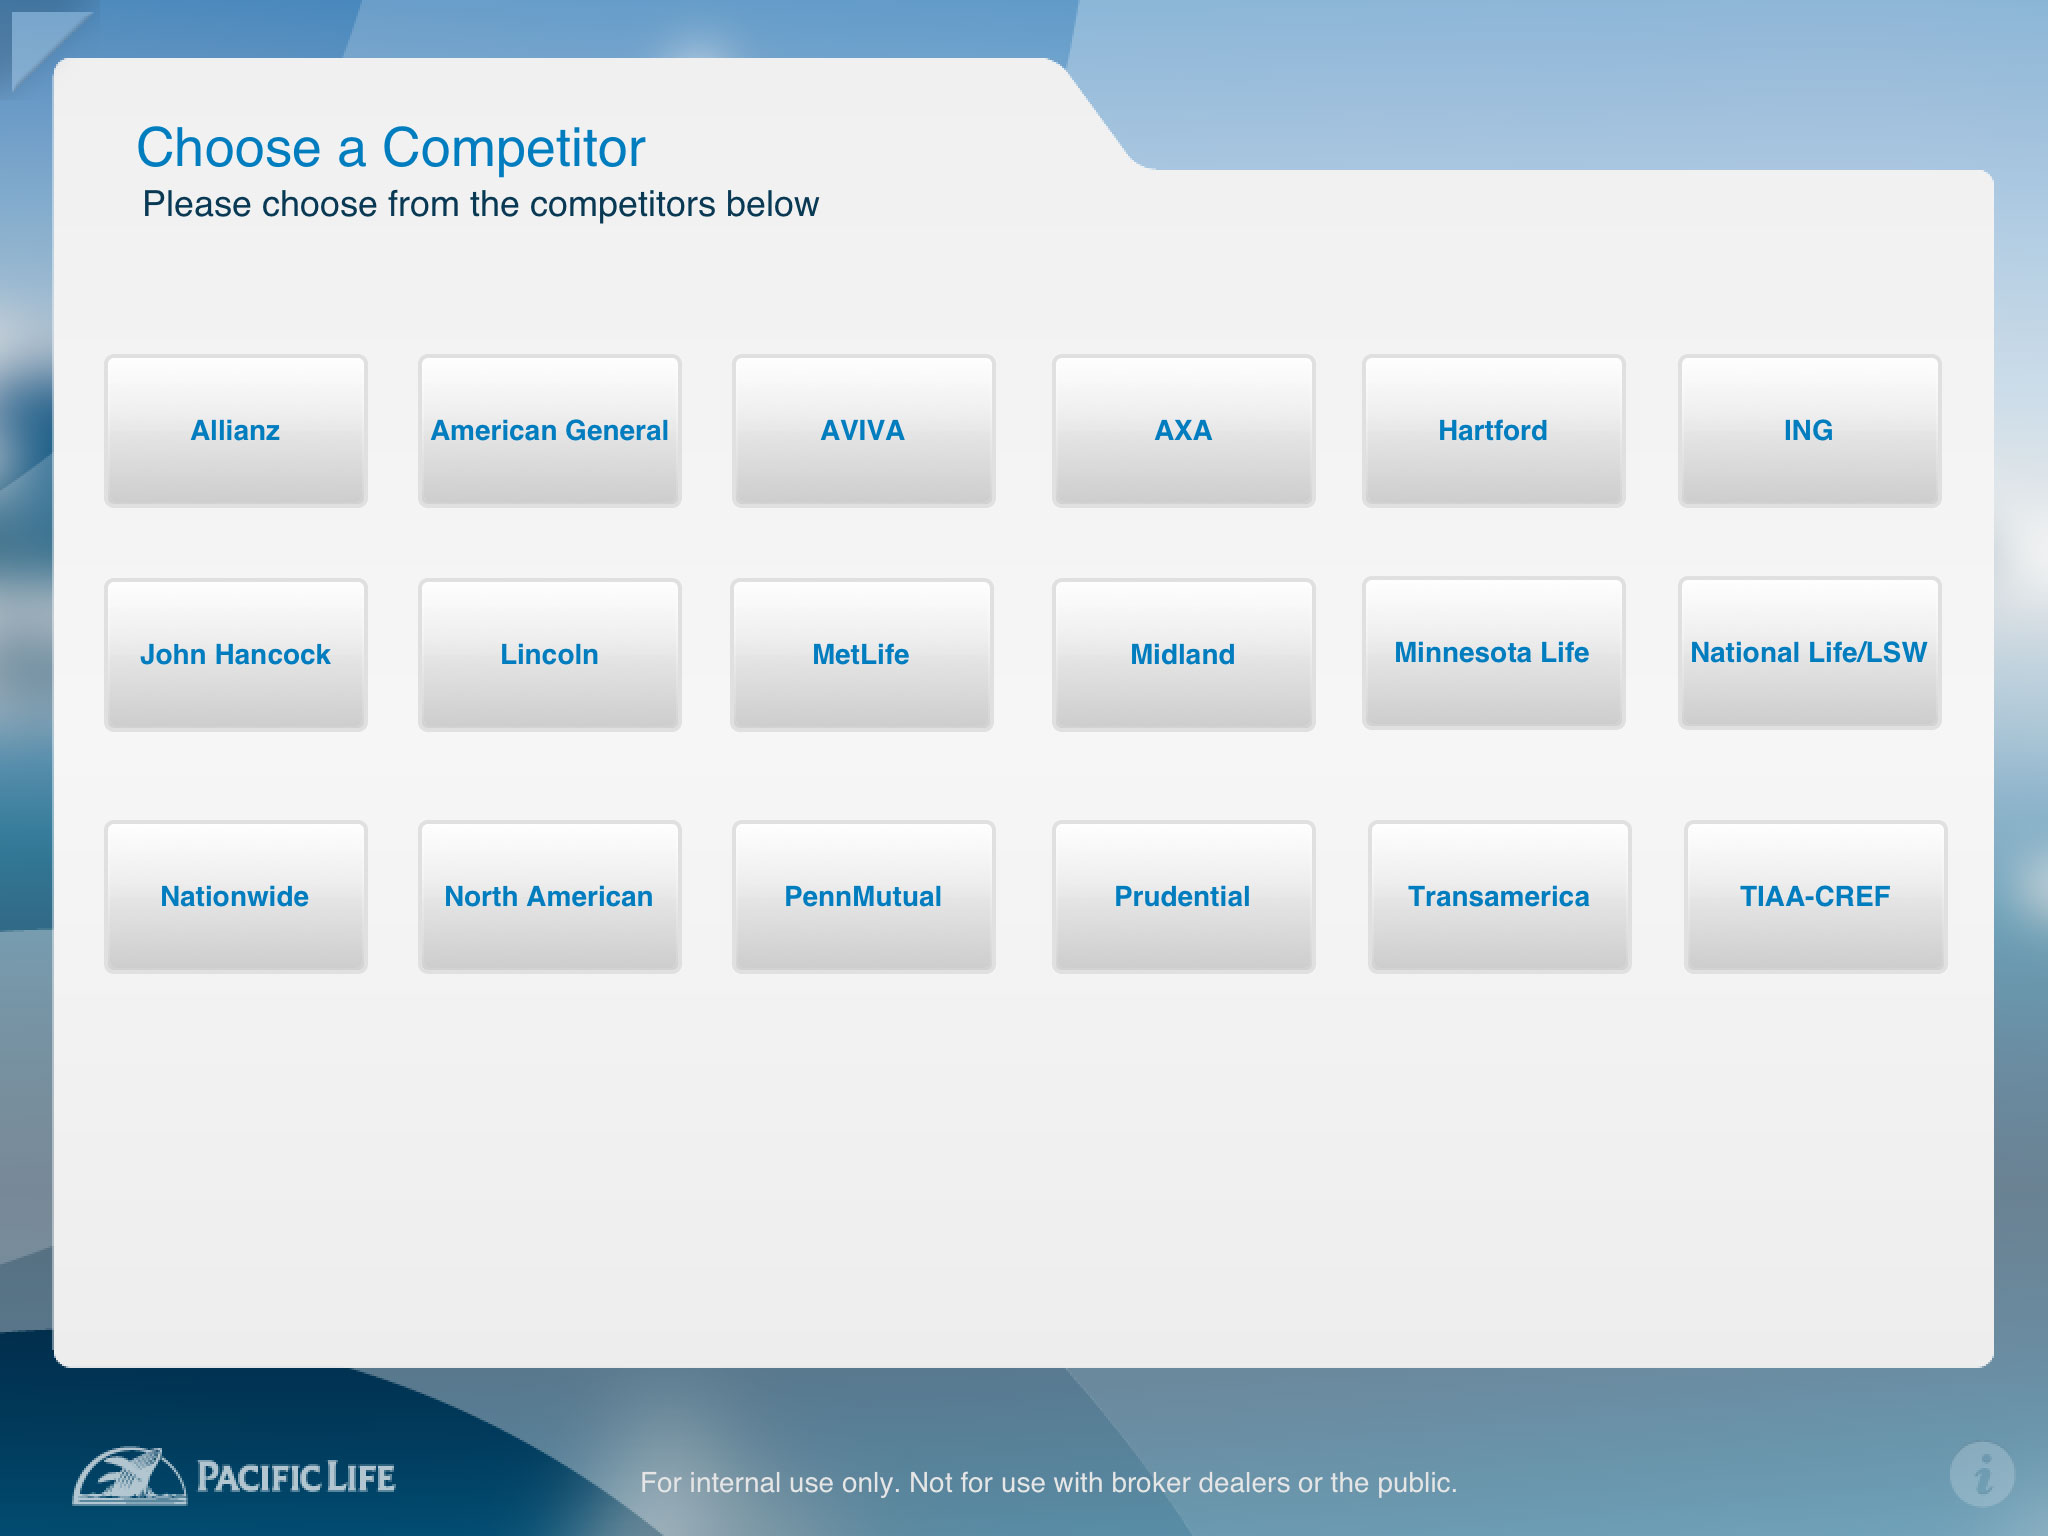 Choose a Competitor
Please choose from the competitors below
Allianz
American General
AVIVA
AXA
Hartford
ING
John Hancock
Lincoln
MetLife
Midland
Minnesota Life
National Life/LSW
Nationwide
North American
PennMutual
Prudential
Transamerica
TIAA-CREF
PACIFIC LIFE
For internal use only. Not for use with broker dealers or the public.
i